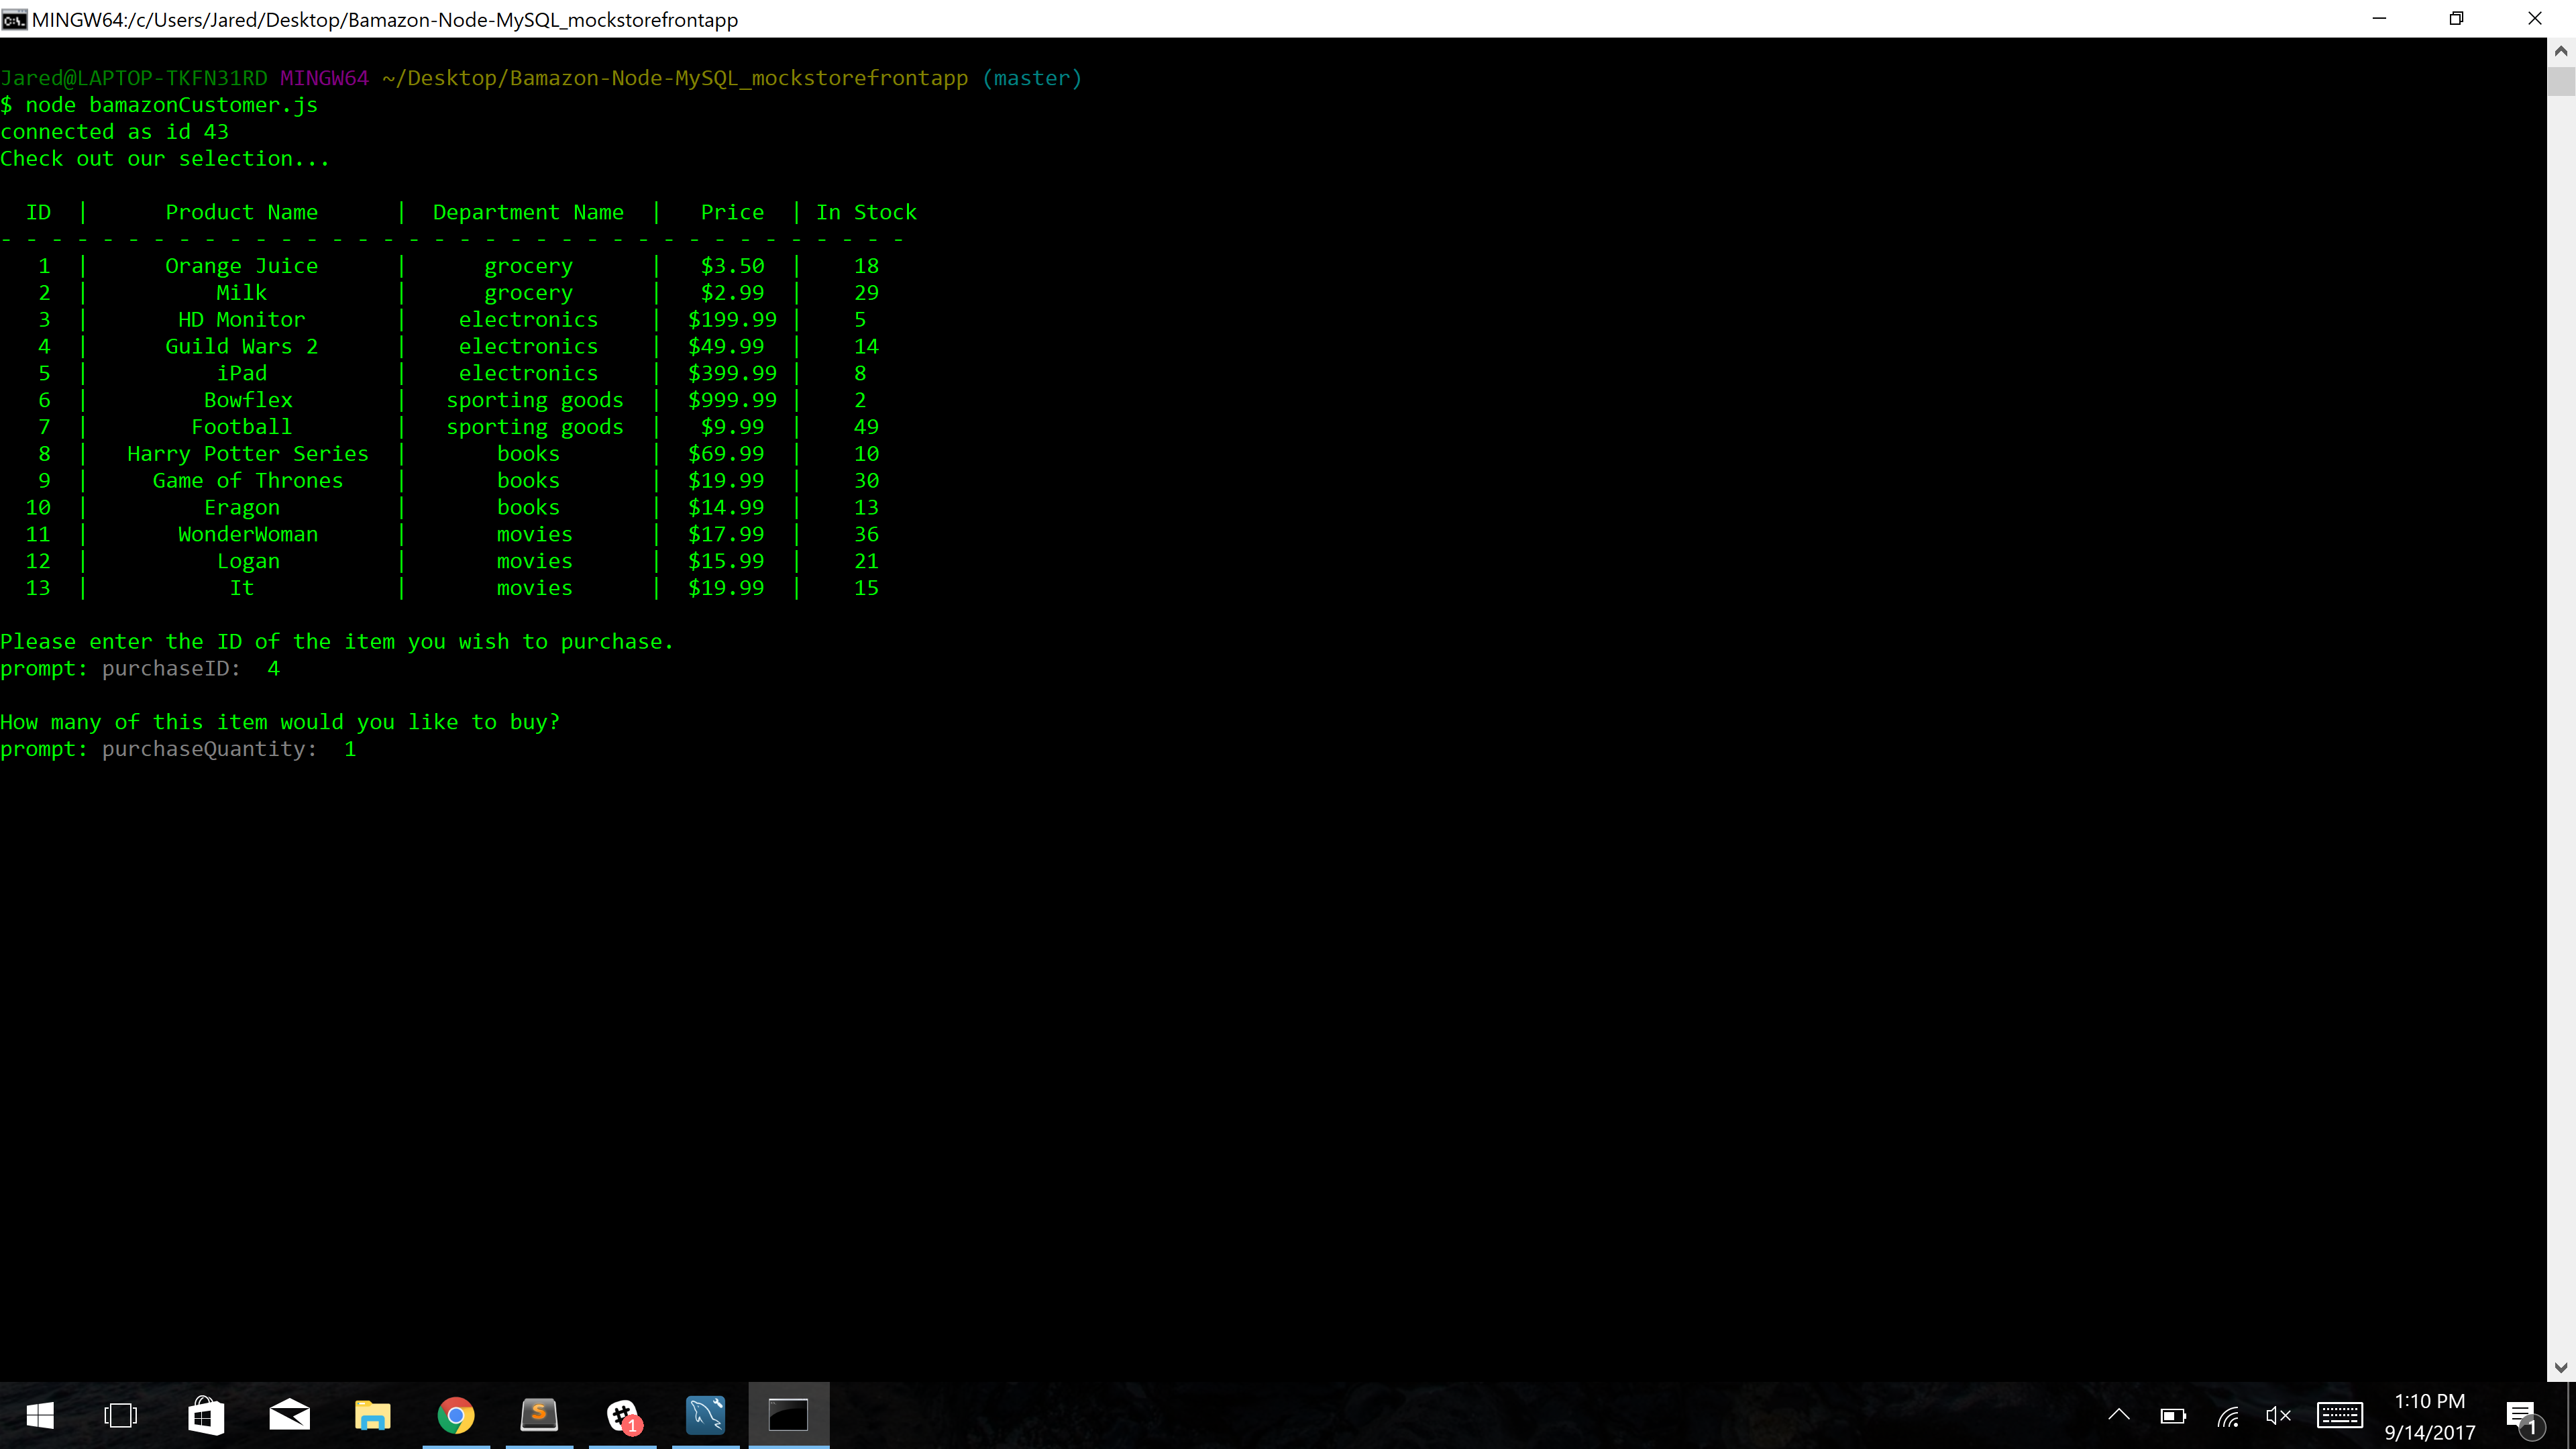 MINGW64:/c/Users/Jared/Desktop/Bamazon-Node-MySQL_mockstorefrontapp
Jared@LAPTOP-TKFN31RD MINGW64 ~/Desktop/Bamazon-Node-MySQL_mockstorefrontapp (master)
$ node bamazonCustomer.js
connected as id 43
Check out our selection...
ID | Product Name | Department Name | Price | In Stock
- - - - - - - - - - - - - - - - - - - - - - - - - - - - - - - - - - - -
1 | Orange Juice | grocery | $3.50 | 18
2 | Milk | grocery | $2.99 | 29
3 | HD Monitor | electronics | $199.99 | 5
4 | Guild Wars 2 | electronics | $49.99 | 14
5 | iPad | electronics | $399.99 | 8
6 | Bowflex | sporting goods | $999.99 | 2
7 | Football | sporting goods | $9.99 | 49
8 | Harry Potter Series | books | $69.99 | 10
9 | Game of Thrones | books | $19.99 | 30
10 | Eragon | books | $14.99 | 13
11 | WonderWoman | movies | $17.99 | 36
12 | Logan | movies | $15.99 | 21
13 | It | movies | $19.99 | 15
Please enter the ID of the item you wish to purchase.
prompt: purchaseID:  4
How many of this item would you like to buy?
prompt: purchaseQuantity:  1
1:10 PM
9/14/2017
1
1